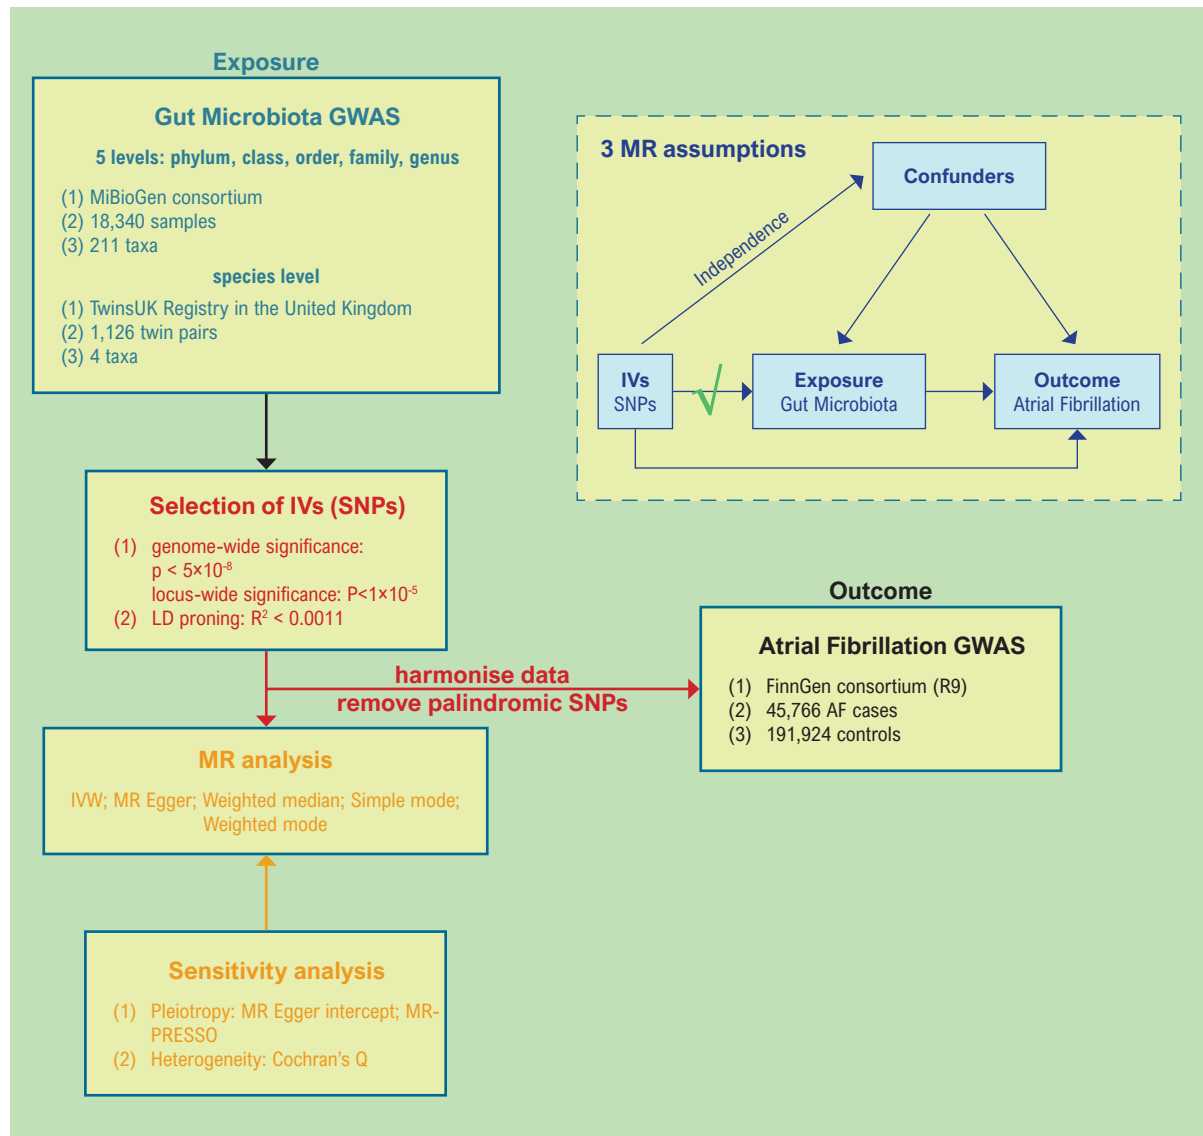 Exposure
Gut Microbiota GWAS
5 levels: phylum, class, order, family, genus
(1) MiBioGen consortium
(2) 18,340 samples
(3) 211 taxa
species level
(1) TwinsUK Registry in the United Kingdom
(2) 1,126 twin pairs
(3) 4 taxa
3 MR assumptions
Confunders
Independence
IVs
SNPs
√
Exposure
Gut Microbiota
Outcome
Atrial Fibrillation
Selection of IVs (SNPs)
(1) genome-wide significance:
p < 5×10⁻⁸
locus-wide significance: P<1×10⁻⁵
(2) LD proning: R² < 0.0011
harmonise data
remove palindromic SNPs
Outcome
Atrial Fibrillation GWAS
(1) FinnGen consortium (R9)
(2) 45,766 AF cases
(3) 191,924 controls
MR analysis
IVW; MR Egger; Weighted median; Simple mode;
Weighted mode
Sensitivity analysis
(1) Pleiotropy: MR Egger intercept; MR-
PRESSO
(2) Heterogeneity: Cochran's Q